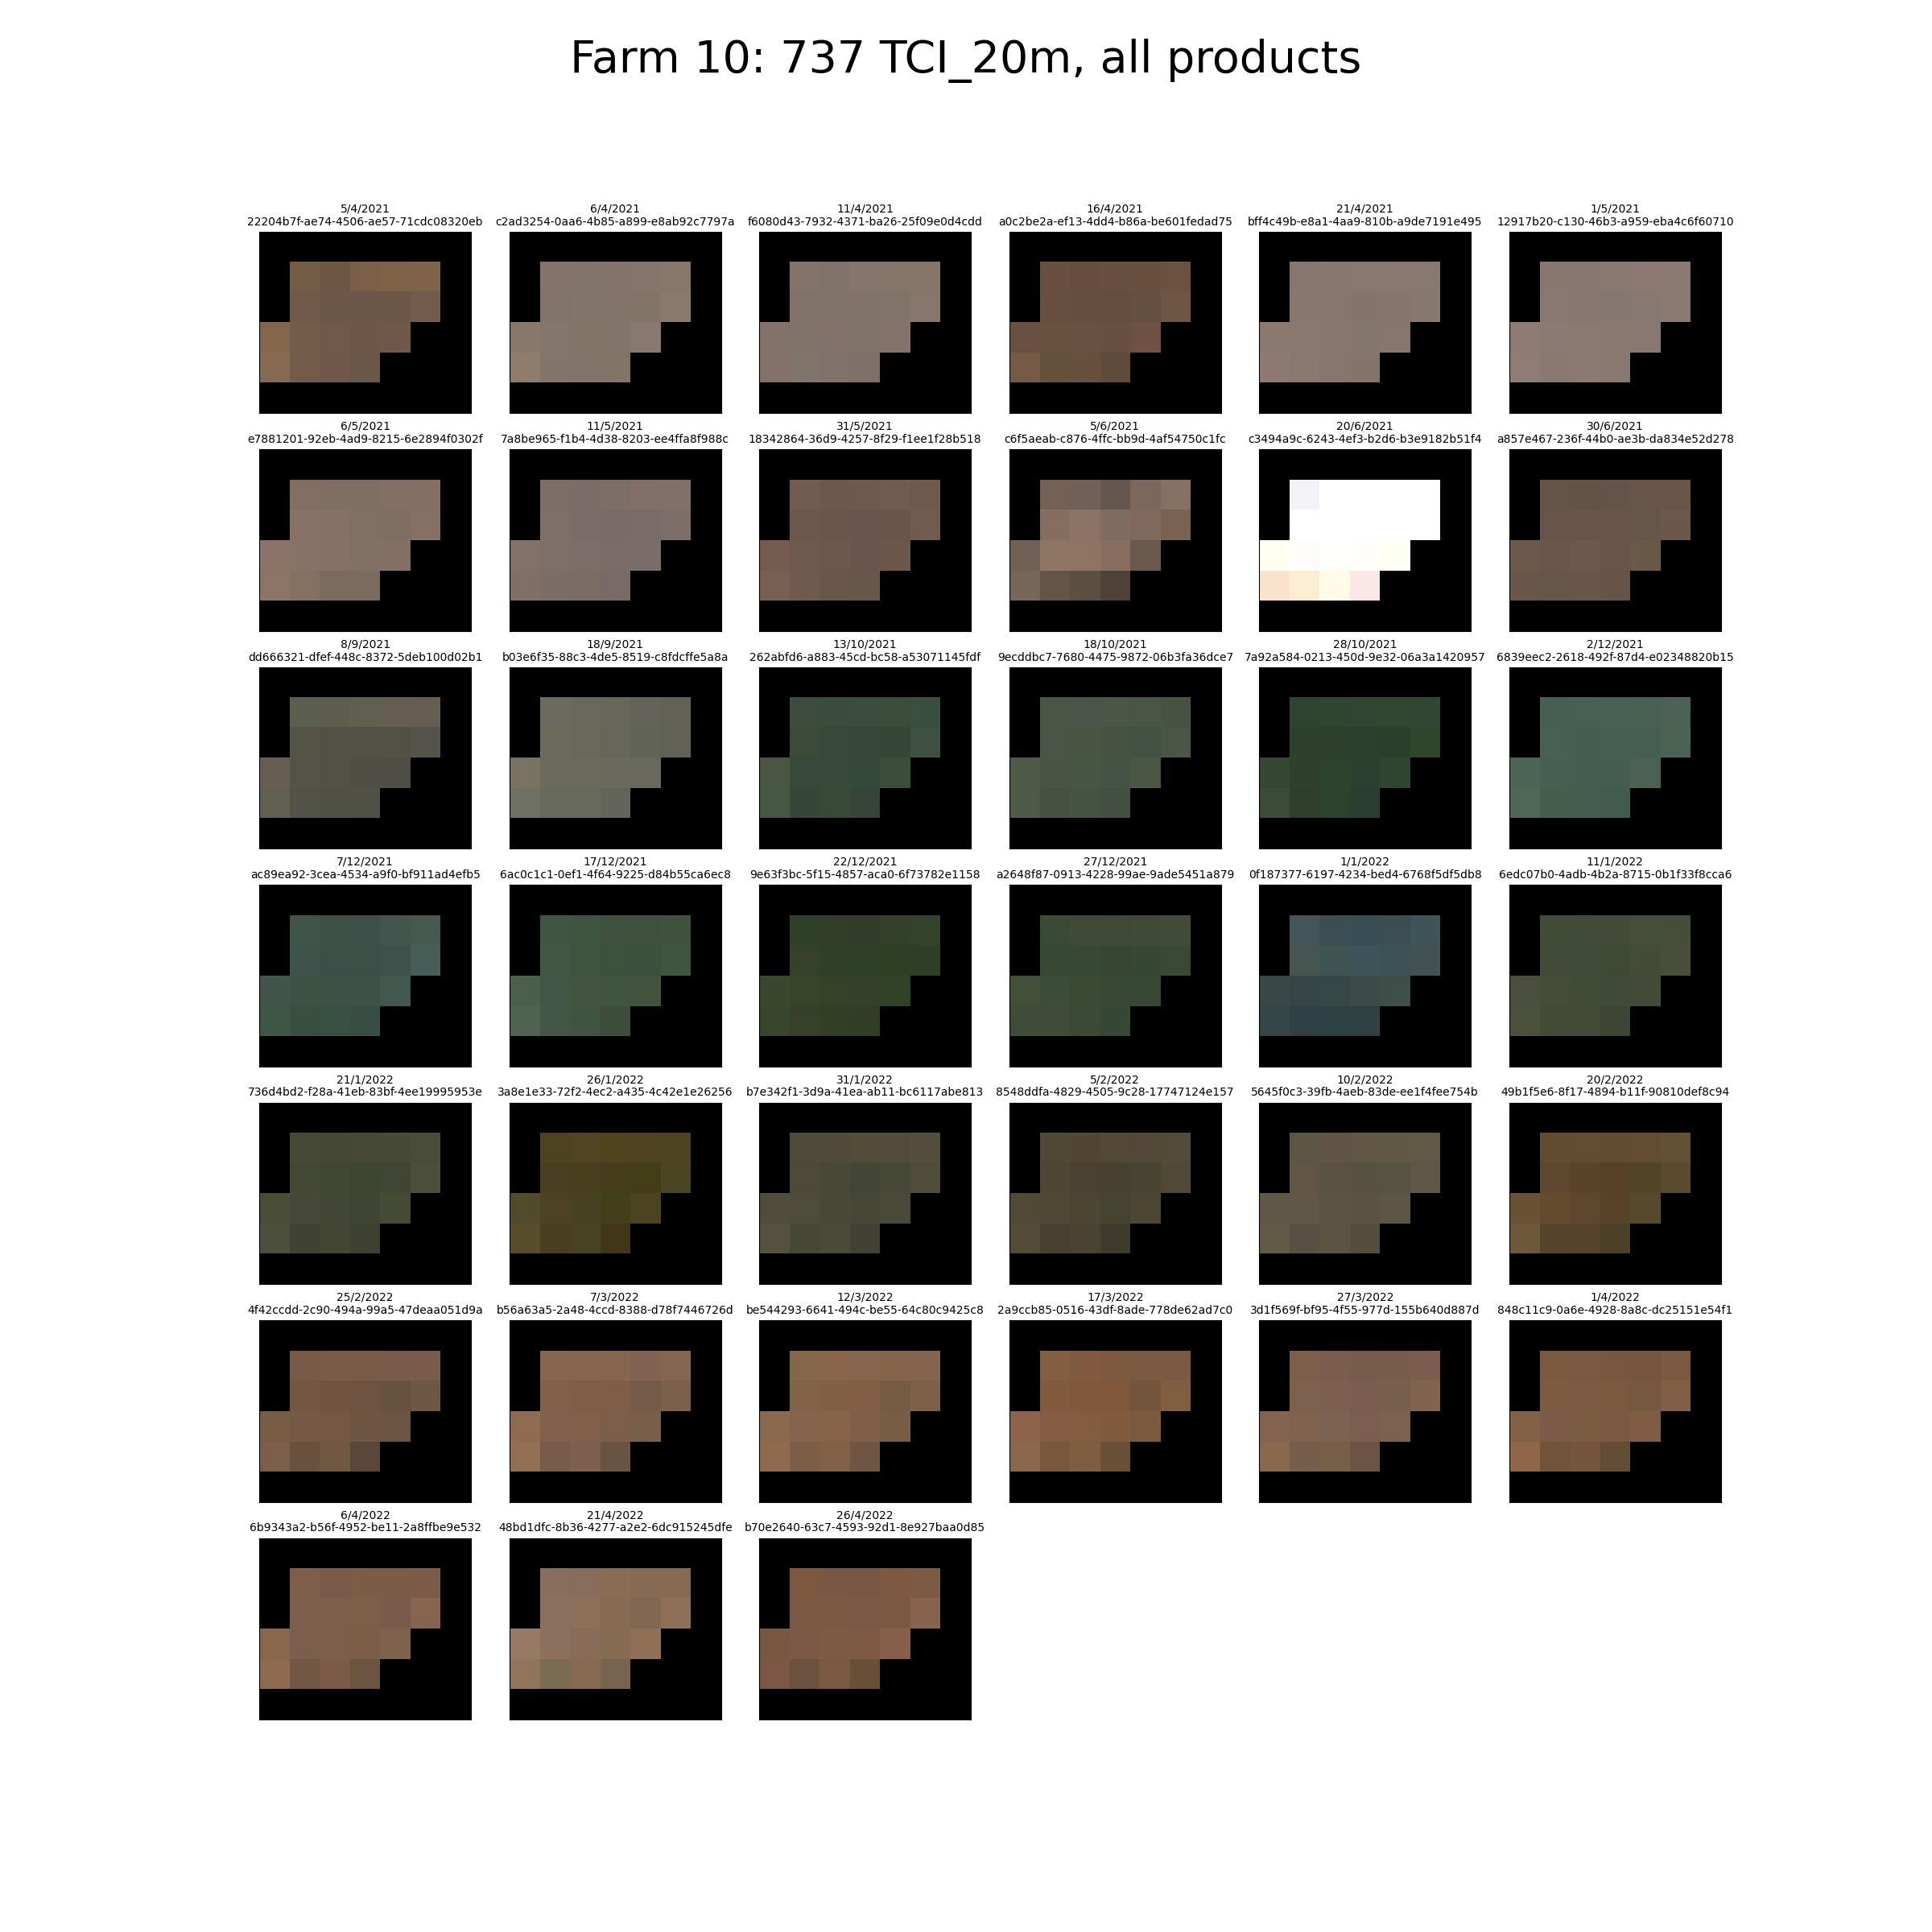 Farm 10: 737 TCI_20m, all products
5/4/2021 6/4/2021 11/4/2021 16/4/2021 21/4/2021 1/5/2021
22204b7f-ae74-4506-ae57-71cdc08320eb c2ad3254-0aa6-4b85-a899-e8ab92c7797a f6080d43-7932-4371-ba26-25f09e0d4cdd a0c2be2a-ef13-4dd4-b86a-be601fedad75 bff4c49b-e8a1-4aa9-810b-a9de7191e495 12917b20-c130-46b3-a959-eba4c6f60710
6/5/2021 11/5/2021 31/5/2021 5/6/2021 20/6/2021 30/6/2021
e7881201-92eb-4ad9-8215-6e2894f0302f 7a8be965-f1b4-4d38-8203-ee4ffa8f988c 18342864-36d9-4257-8f29-f1ee1f28b518 c6f5aeab-c876-4ffc-bb9d-4af54750c1fc c3494a9c-6243-4ef3-b2d6-b3e9182b51f4 a857e467-236f-44b0-ae3b-da834e52d278
8/9/2021 18/9/2021 13/10/2021 18/10/2021 28/10/2021 2/12/2021
dd666321-dfef-448c-8372-5deb100d02b1 b03e6f35-88c3-4de5-8519-c8fdcffe5a8a 262abfd6-a883-45cd-bc58-a53071145fdf 9ecddbc7-7680-4475-9872-06b3fa36dce7 7a92a584-0213-450d-9e32-06a3a1420957 6839eec2-2618-492f-87d4-e02348820b15
7/12/2021 17/12/2021 22/12/2021 27/12/2021 1/1/2022 11/1/2022
ac89ea92-3cea-4534-a9f0-bf911ad4efb5 6ac0c1c1-0ef1-4f64-9225-d84b55ca6ec8 9e63f3bc-5f15-4857-aca0-6f73782e1158 a2648f87-0913-4228-99ae-9ade5451a879 0f187377-6197-4234-bed4-6768f5df5db8 6edc07b0-4adb-4b2a-8715-0b1f33f8cca6
21/1/2022 26/1/2022 31/1/2022 5/2/2022 10/2/2022 20/2/2022
736d4bd2-f28a-41eb-83bf-4ee19995953e 3a8e1e33-72f2-4ec2-a435-4c42e1e26256 b7e342f1-3d9a-41ea-ab11-bc6117abe813 8548ddfa-4829-4505-9c28-17747124e157 5645f0c3-39fb-4aeb-83de-ee1f4fee754b 49b1f5e6-8f17-4894-b11f-90810def8c94
25/2/2022 7/3/2022 12/3/2022 17/3/2022 27/3/2022 1/4/2022
4f42ccdd-2c90-494a-99a5-47deaa051d9a b56a63a5-2a48-4ccd-8388-d78f7446726d be544293-6641-494c-be55-64c80c9425c8 2a9ccb85-0516-43df-8ade-778de62ad7c0 3d1f569f-bf95-4f55-977d-155b640d887d 848c11c9-0a6e-4928-8a8c-dc25151e54f1
6/4/2022 21/4/2022 26/4/2022
6b9343a2-b56f-4952-be11-2a8ffbe9e532 48bd1dfc-8b36-4277-a2e2-6dc915245dfe b70e2640-63c7-4593-92d1-8e927baa0d85